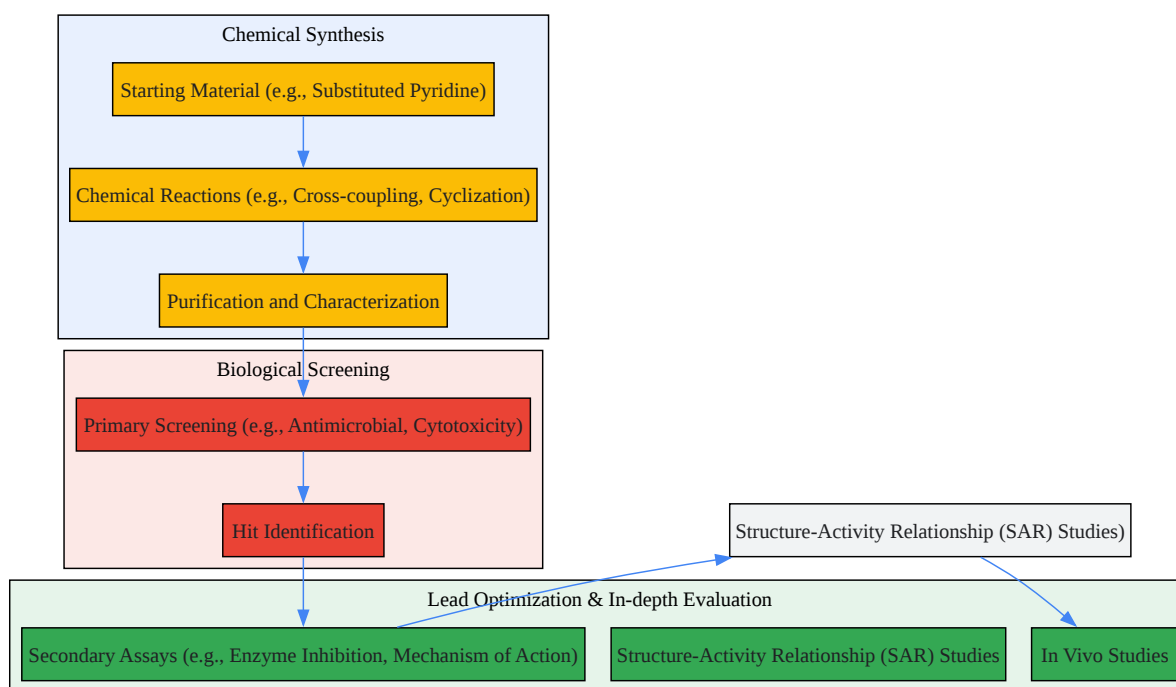 Chemical Synthesis
Starting Material (e.g., Substituted Pyridine)
Chemical Reactions (e.g., Cross-coupling, Cyclization)
Purification and Characterization
Biological Screening
Primary Screening (e.g., Antimicrobial, Cytotoxicity)
Hit Identification
Structure-Activity Relationship (SAR) Studies)
Lead Optimization & In-depth Evaluation
Secondary Assays (e.g., Enzyme Inhibition, Mechanism of Action)
Structure-Activity Relationship (SAR) Studies
In Vivo Studies